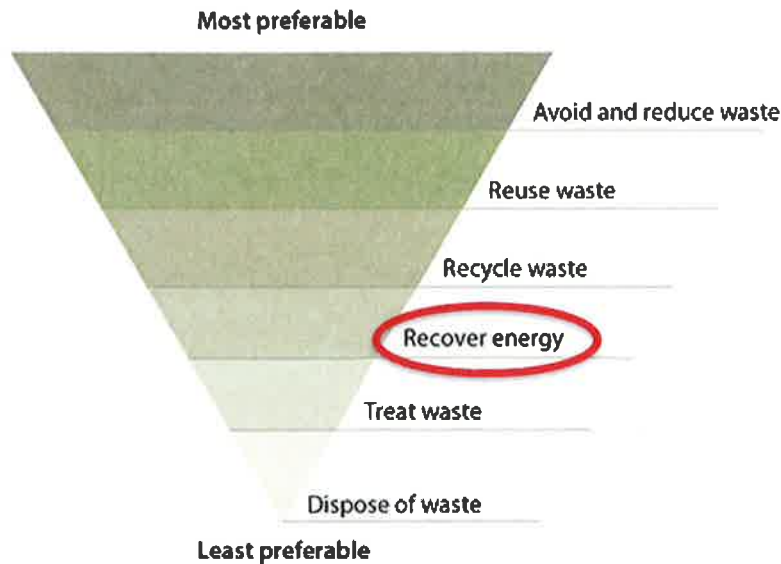 Most preferable
Avoid and reduce waste
Reuse waste
Recycle waste
Recover energy
Treat waste
Dispose of waste
Least preferable